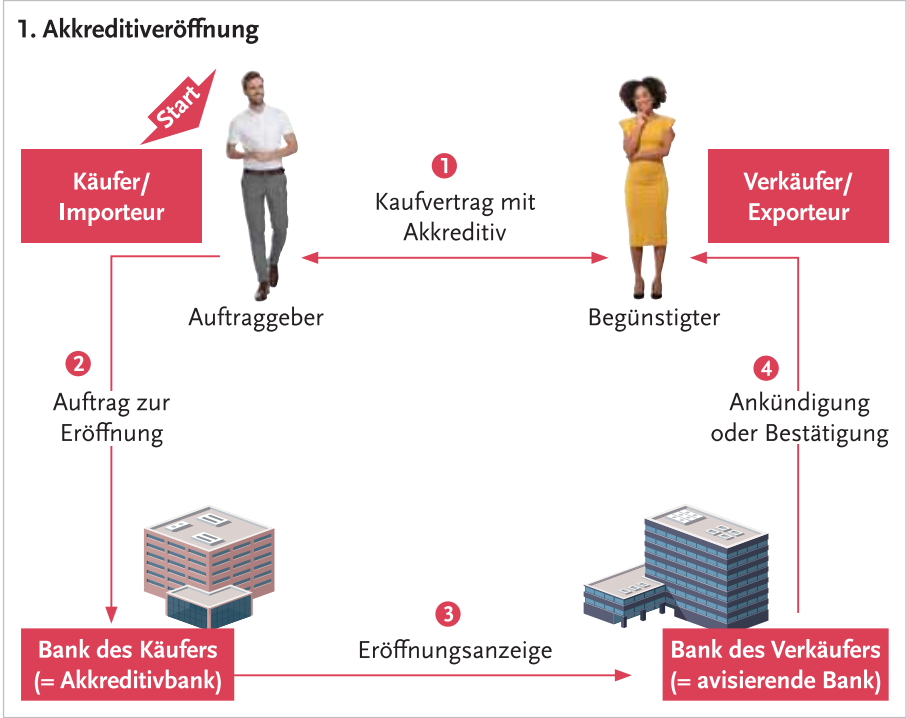 1. Akkreditiveröffnung
Start
Käufer/
Importeur
1
Kaufvertrag mit
Akkreditiv
Verkäufer/
Exporteur
Auftraggeber
Begünstigter
2
Auftrag zur
Eröffnung
4
Ankündigung
oder Bestätigung
3
Eröffnungsanzeige
Bank des Käufers
(= Akkreditivbank)
Bank des Verkäufers
(= avisierende Bank)